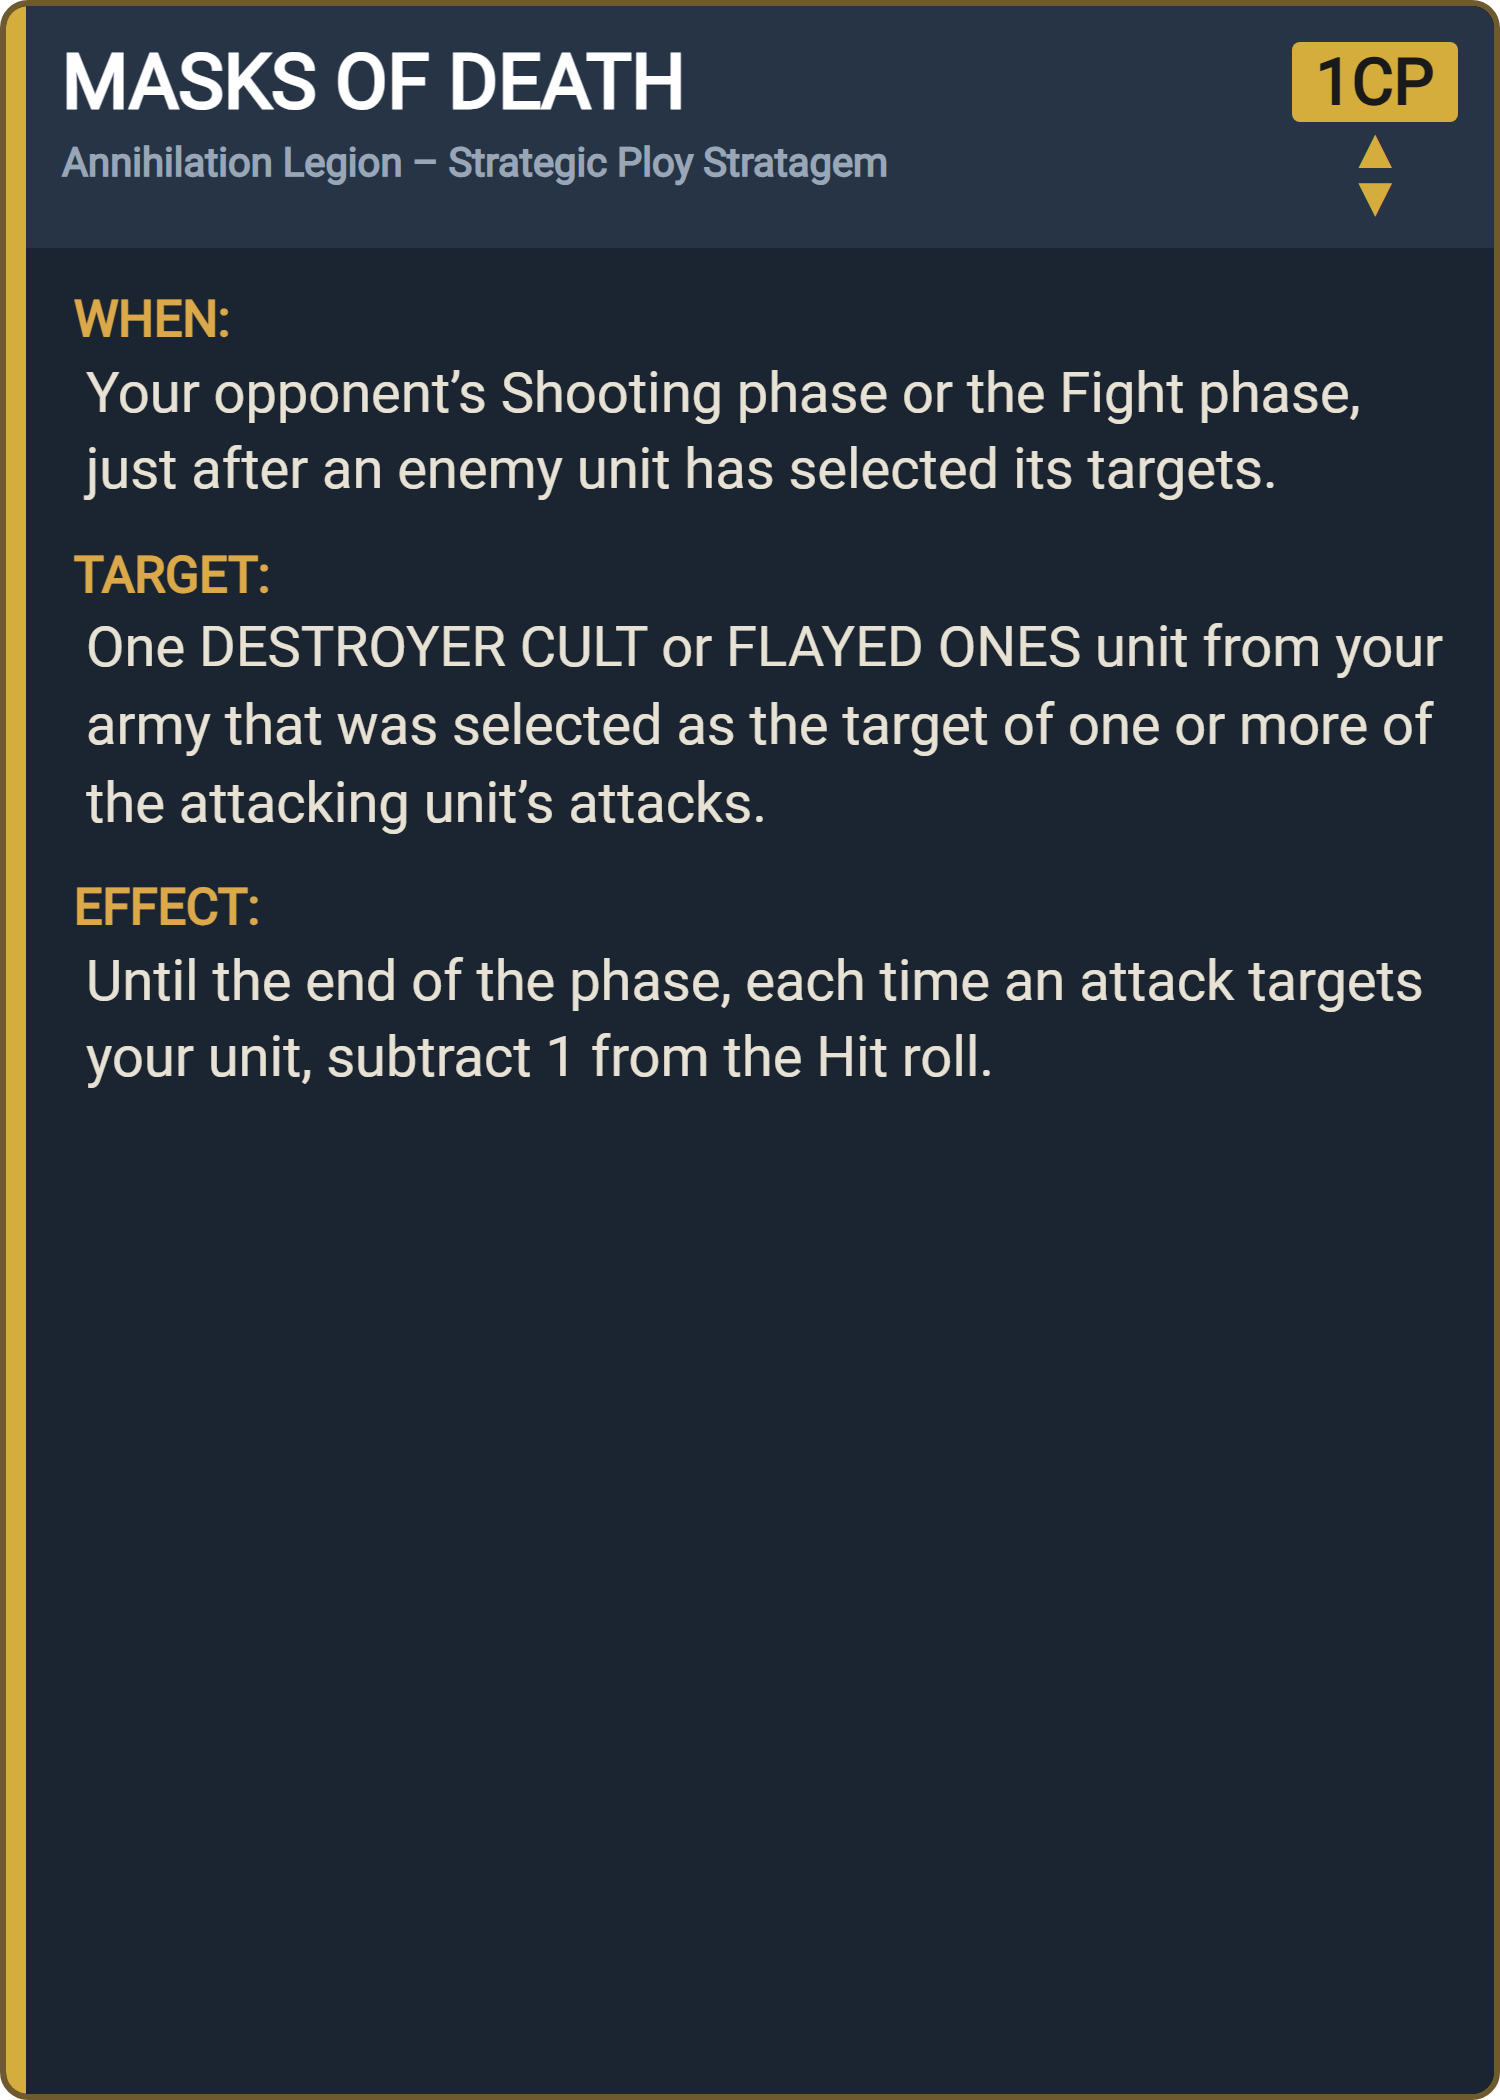 MASKS OF DEATH
1CP
Annihilation Legion – Strategic Ploy Stratagem
WHEN:
Your opponent’s Shooting phase or the Fight phase,
just after an enemy unit has selected its targets.
TARGET:
One DESTROYER CULT or FLAYED ONES unit from your
army that was selected as the target of one or more of
the attacking unit’s attacks.
EFFECT:
Until the end of the phase, each time an attack targets
your unit, subtract 1 from the Hit roll.